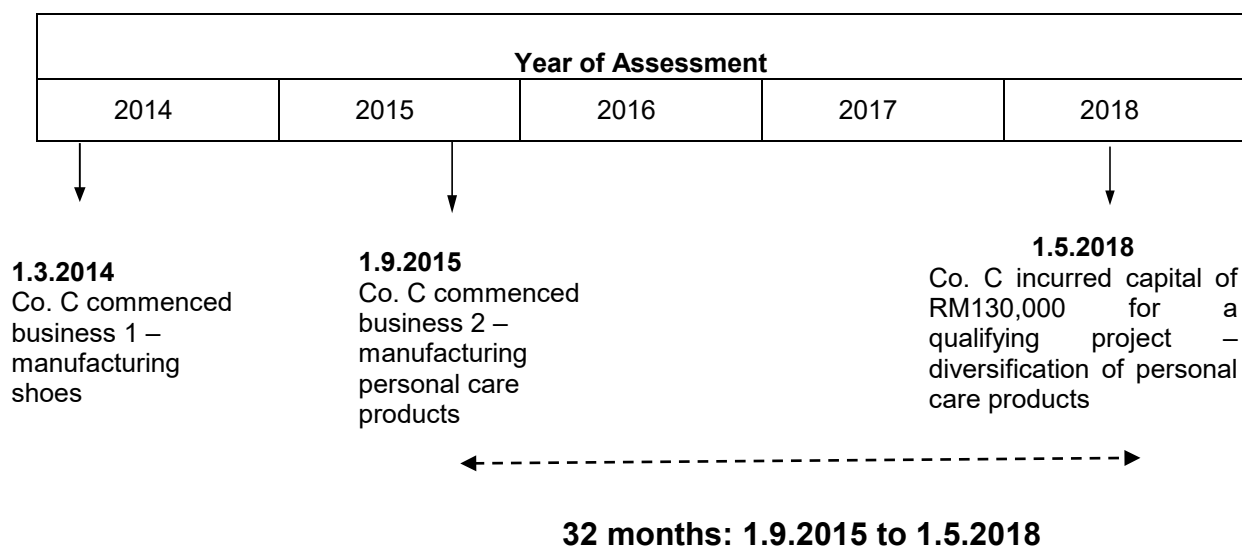 Year of Assessment
2014 2015 2016 2017 2018
1.3.2014
Co. C commenced
business 1 –
manufacturing
shoes
1.9.2015
Co. C commenced
business 2 –
manufacturing
personal care
products
1.5.2018
Co. C incurred capital of
RM130,000 for a
qualifying project –
diversification of personal
care products
32 months: 1.9.2015 to 1.5.2018